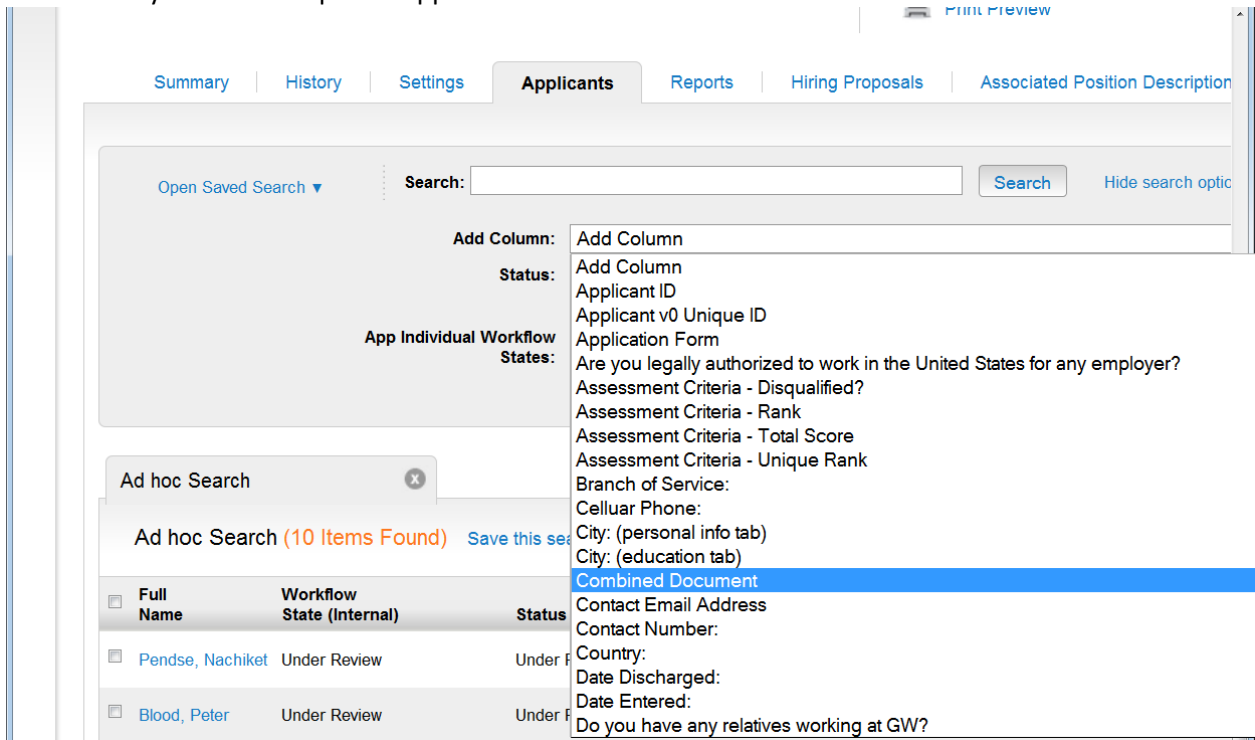 Print Preview
Summary History Settings Applicants Reports Hiring Proposals Associated Position Description
Open Saved Search ▼ Search: Search Hide search optio
Add Column: Add Column
Status:
App Individual Workflow
States:
Add Column
Applicant ID
Applicant v0 Unique ID
Application Form
Are you legally authorized to work in the United States for any employer?
Assessment Criteria - Disqualified?
Assessment Criteria - Rank
Assessment Criteria - Total Score
Assessment Criteria - Unique Rank
Branch of Service:
Celluar Phone:
City: (personal info tab)
City: (education tab)
Combined Document
Contact Email Address
Contact Number:
Country:
Date Discharged:
Date Entered:
Do you have any relatives working at GW?
Ad hoc Search
Ad hoc Search (10 Items Found) Save this sea
Full Name Workflow State (Internal) Status
Pendse, Nachiket Under Review Under
Blood, Peter Under Review Under